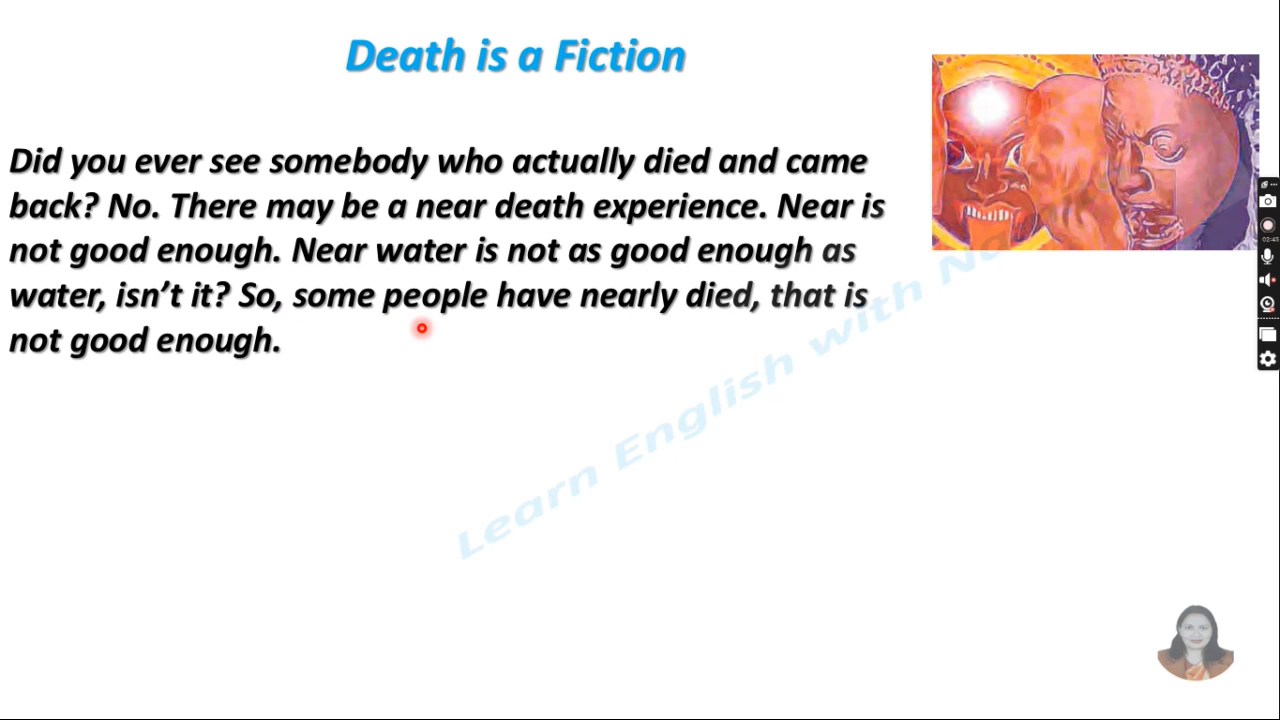 Death is a Fiction
Did you ever see somebody who actually died and came
back? No. There may be a near death experience. Near is
not good enough. Near water is not as good enough as
water, isn’t it? So, some people have nearly died, that is
not good enough.
Learn English with
02:45